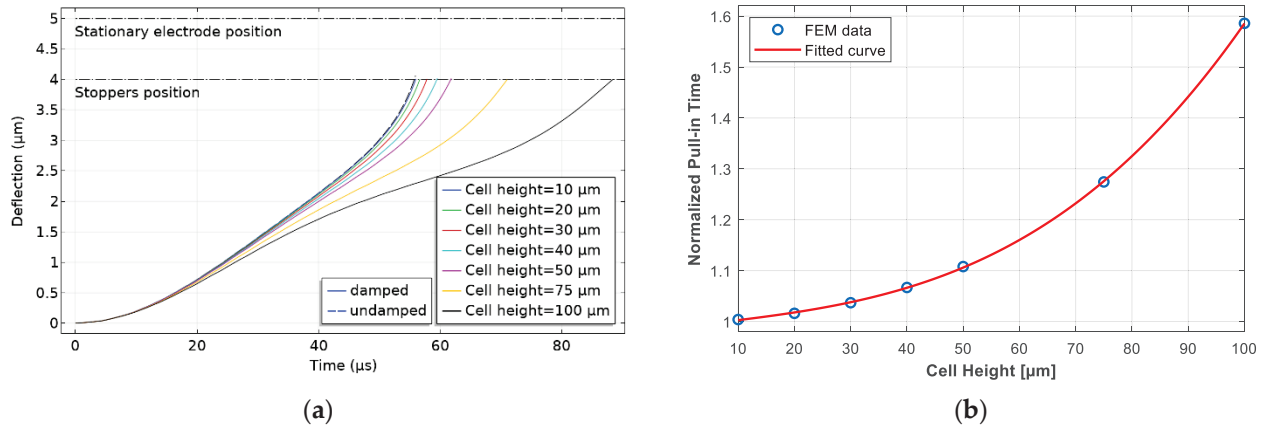 5
Stationary electrode position
4.5
4
Stoppers position
3.5
3
2.5
2
1.5
1
0.5
0
Deflection (µm)
Cell height=10 µm
Cell height=20 µm
Cell height=30 µm
Cell height=40 µm
Cell height=50 µm
Cell height=75 µm
Cell height=100 µm
damped
undamped
0 20 40 60 80
Time (µs)
(a)
1.6
1.5
1.4
1.3
1.2
1.1
1
Normalized Pull-in Time
FEM data
Fitted curve
10 20 30 40 50 60 70 80 90 100
Cell Height [µm]
(b)